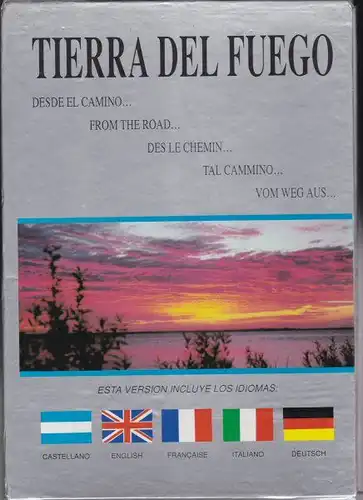 TIERRA DEL FUEGO
DESDE EL CAMINO...
FROM THE ROAD...
DES LE CHEMIN...
TAL CAMMINO...
VOM WEG AUS...
ESTA VERSION INCLUYE LOS IDIOMAS:
CASTELLANO ENGLISH FRANÇAISE ITALIANO DEUTSCH